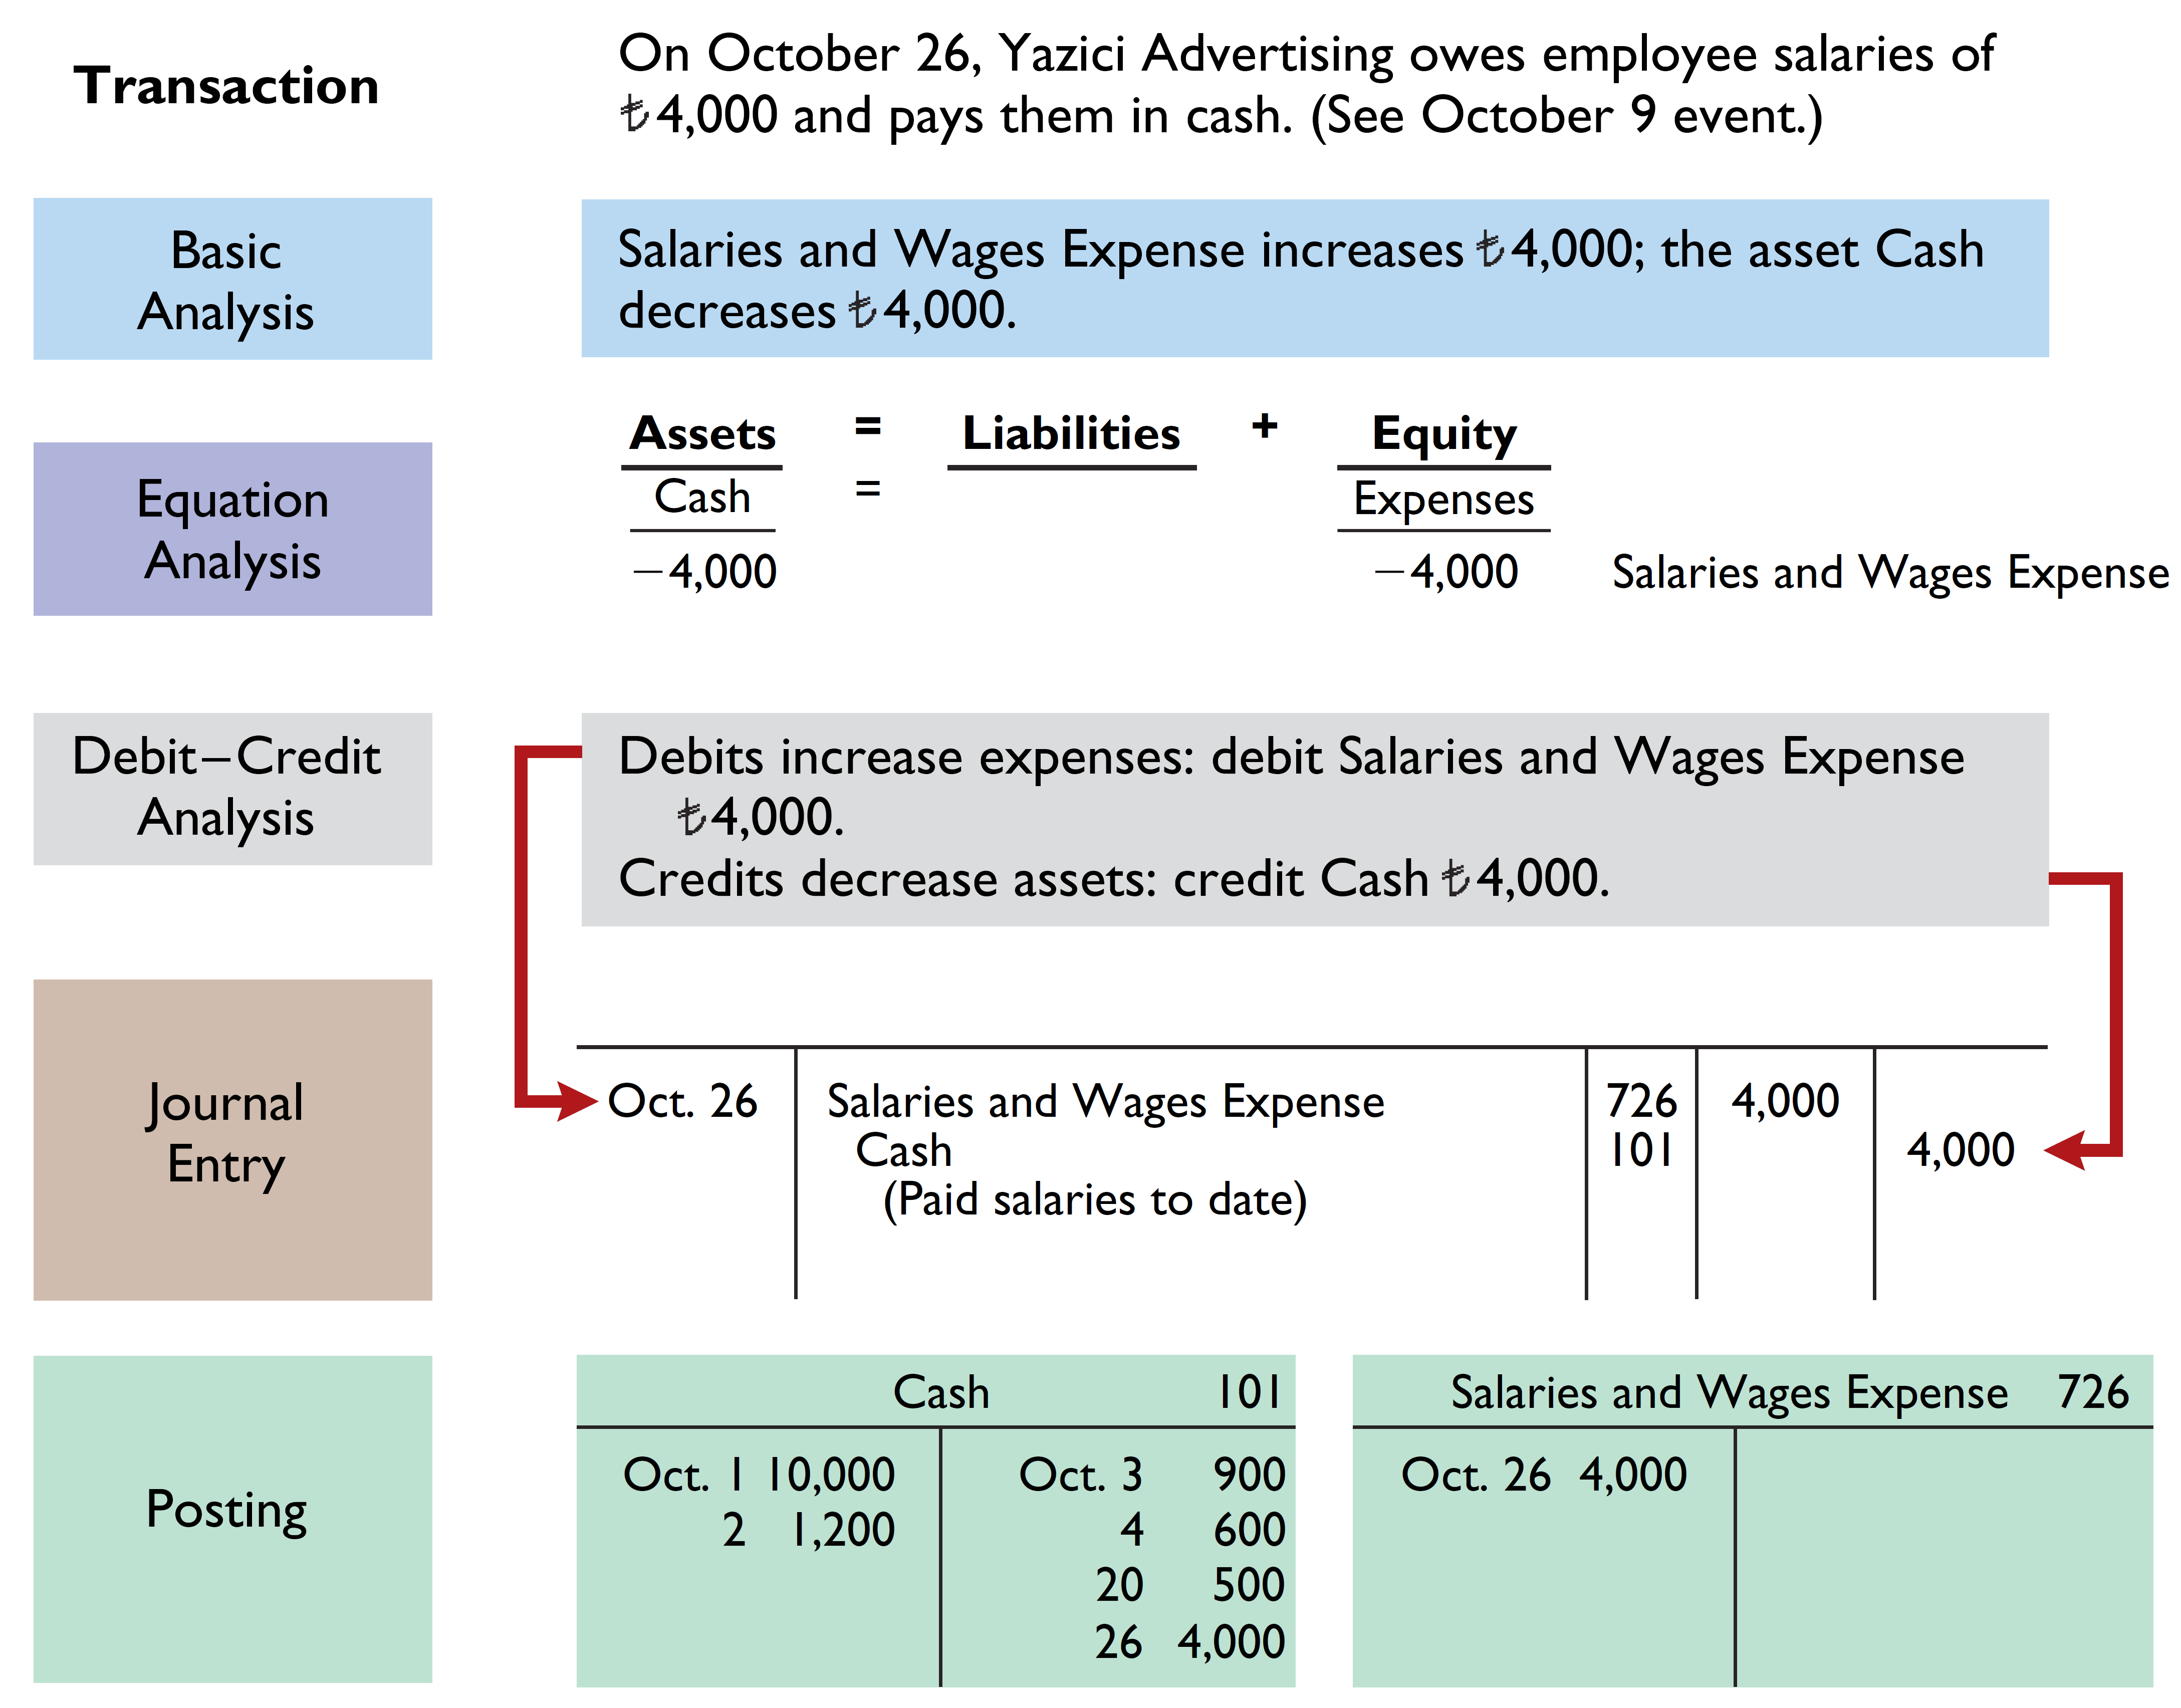 Transaction
On October 26, Yazici Advertising owes employee salaries of
₺4,000 and pays them in cash. (See October 9 event.)
Basic
Analysis
Salaries and Wages Expense increases ₺4,000; the asset Cash
decreases ₺4,000.
Equation
Analysis
Assets = Liabilities + Equity
Cash = Expenses
−4,000 −4,000 Salaries and Wages Expense
Debit–Credit
Analysis
Debits increase expenses: debit Salaries and Wages Expense
₺4,000.
Credits decrease assets: credit Cash ₺4,000.
Journal
Entry
Oct. 26 Salaries and Wages Expense 726 4,000
Cash 101 4,000
(Paid salaries to date)
Posting
Cash 101
Oct. 1 10,000 Oct. 3 900
2 1,200 4 600
20 500
26 4,000
Salaries and Wages Expense 726
Oct. 26 4,000